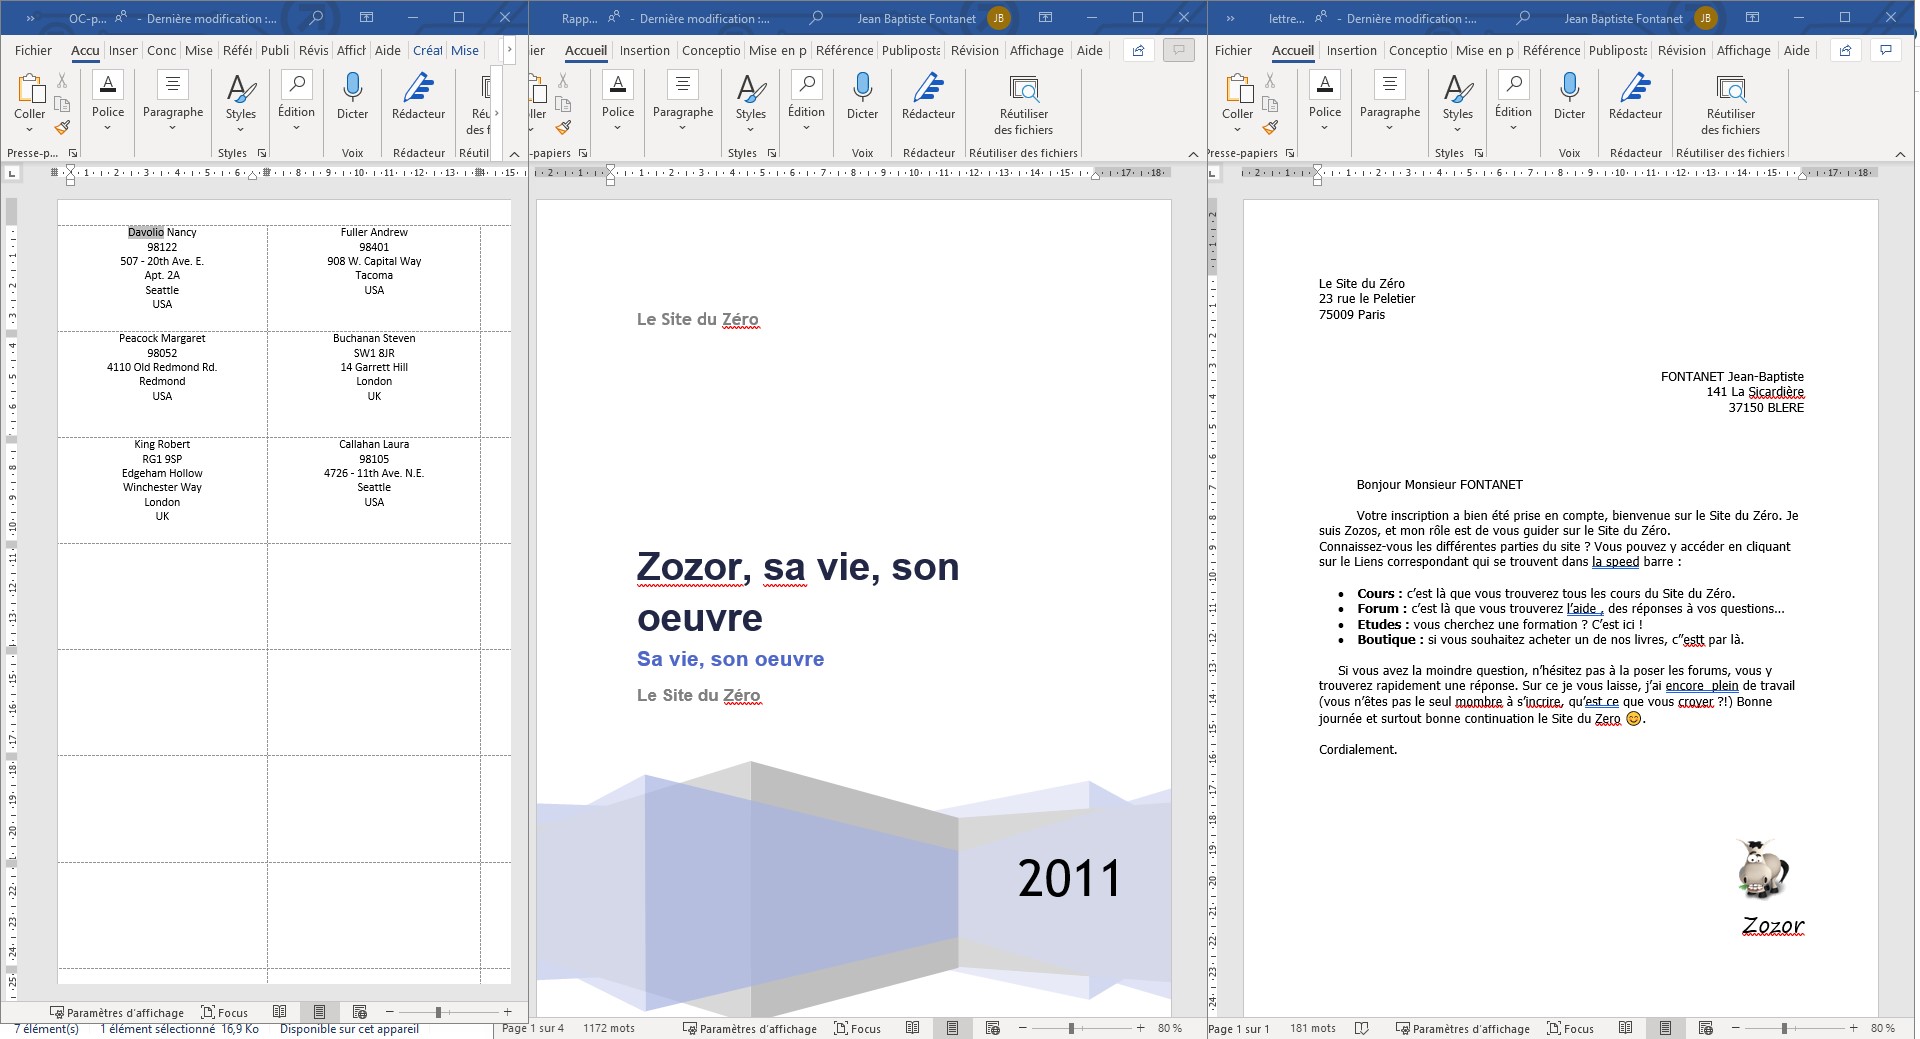 OC-p... Dernière modification :...
Fichier Accu Inser Conc Mise Réfé Publi Révis Affich Aide Créat Mise
Coller Police Paragraphe Styles Édition Dicter Rédacteur
des f
Presse-p... Styles Voix Rédacteur Réutil
Davolio Nancy
98122
507 - 20th Ave. E.
Apt. 2A
Seattle
USA
Fuller Andrew
98401
908 W. Capital Way
Tacoma
USA
Peacock Margaret
98052
4110 Old Redmond Rd.
Redmond
USA
Buchanan Steven
SW1 8JR
14 Garrett Hill
London
UK
King Robert
RG1 9SP
Edgeham Hollow
Winchester Way
London
UK
Callahan Laura
98105
4726 - 11th Ave. N.E.
Seattle
USA
Paramètres d'affichage Focus
7 élément(s) 1 élément sélectionné 16,9 Ko Disponible sur cet appareil
Rapp... - Dernière modification :... Jean Baptiste Fontanet JB
ier Accueil Insertion Conceptio Mise en p Référence Publiposta Révision Affichage Aide
ller Police Paragraphe Styles Édition Dicter Rédacteur Réutiliser
des fichiers
-papiers Styles Voix Rédacteur Réutiliser des fichiers
Le Site du Zéro
Zozor, sa vie, son
oeuvre
Sa vie, son oeuvre
Le Site du Zéro
2011
Page 1 sur 4 1172 mots Paramètres d'affichage Focus 80 %
lettre... - Dernière modification :... Jean Baptiste Fontanet JB
Fichier Accueil Insertion Conceptio Mise en p Référence Publiposta Révision Affichage Aide
Coller Police Paragraphe Styles Édition Dicter Rédacteur Réutiliser
des fichiers
Presse-papiers Styles Voix Rédacteur Réutiliser des fichiers
Le Site du Zéro
23 rue le Peletier
75009 Paris
FONTANET Jean-Baptiste
141 La Sicardière
37150 BLERE
Bonjour Monsieur FONTANET
Votre inscription a bien été prise en compte, bienvenue sur le Site du Zéro. Je
suis Zozos, et mon rôle est de vous guider sur le Site du Zéro.
Connaissez-vous les différentes parties du site ? Vous pouvez y accéder en cliquant
sur le Liens correspondant qui se trouvent dans la speed barre :
• Cours : c'est là que vous trouverez tous les cours du Site du Zéro.
• Forum : c'est là que vous trouverez l'aide , des réponses à vos questions...
• Etudes : vous cherchez une formation ? C'est ici !
• Boutique : si vous souhaitez acheter un de nos livres, c''estt par là.
Si vous avez la moindre question, n'hésitez pas à la poser les forums, vous y
trouverez rapidement une réponse. Sur ce je vous laisse, j'ai encore  plein de travail
(vous n'êtes pas le seul mombre à s'incrire, qu'est ce que vous croyer ?!) Bonne
journée et surtout bonne continuation le Site du Zero 😊.
Cordialement.
Zozor
Page 1 sur 1 181 mots Paramètres d'affichage Focus 80 %